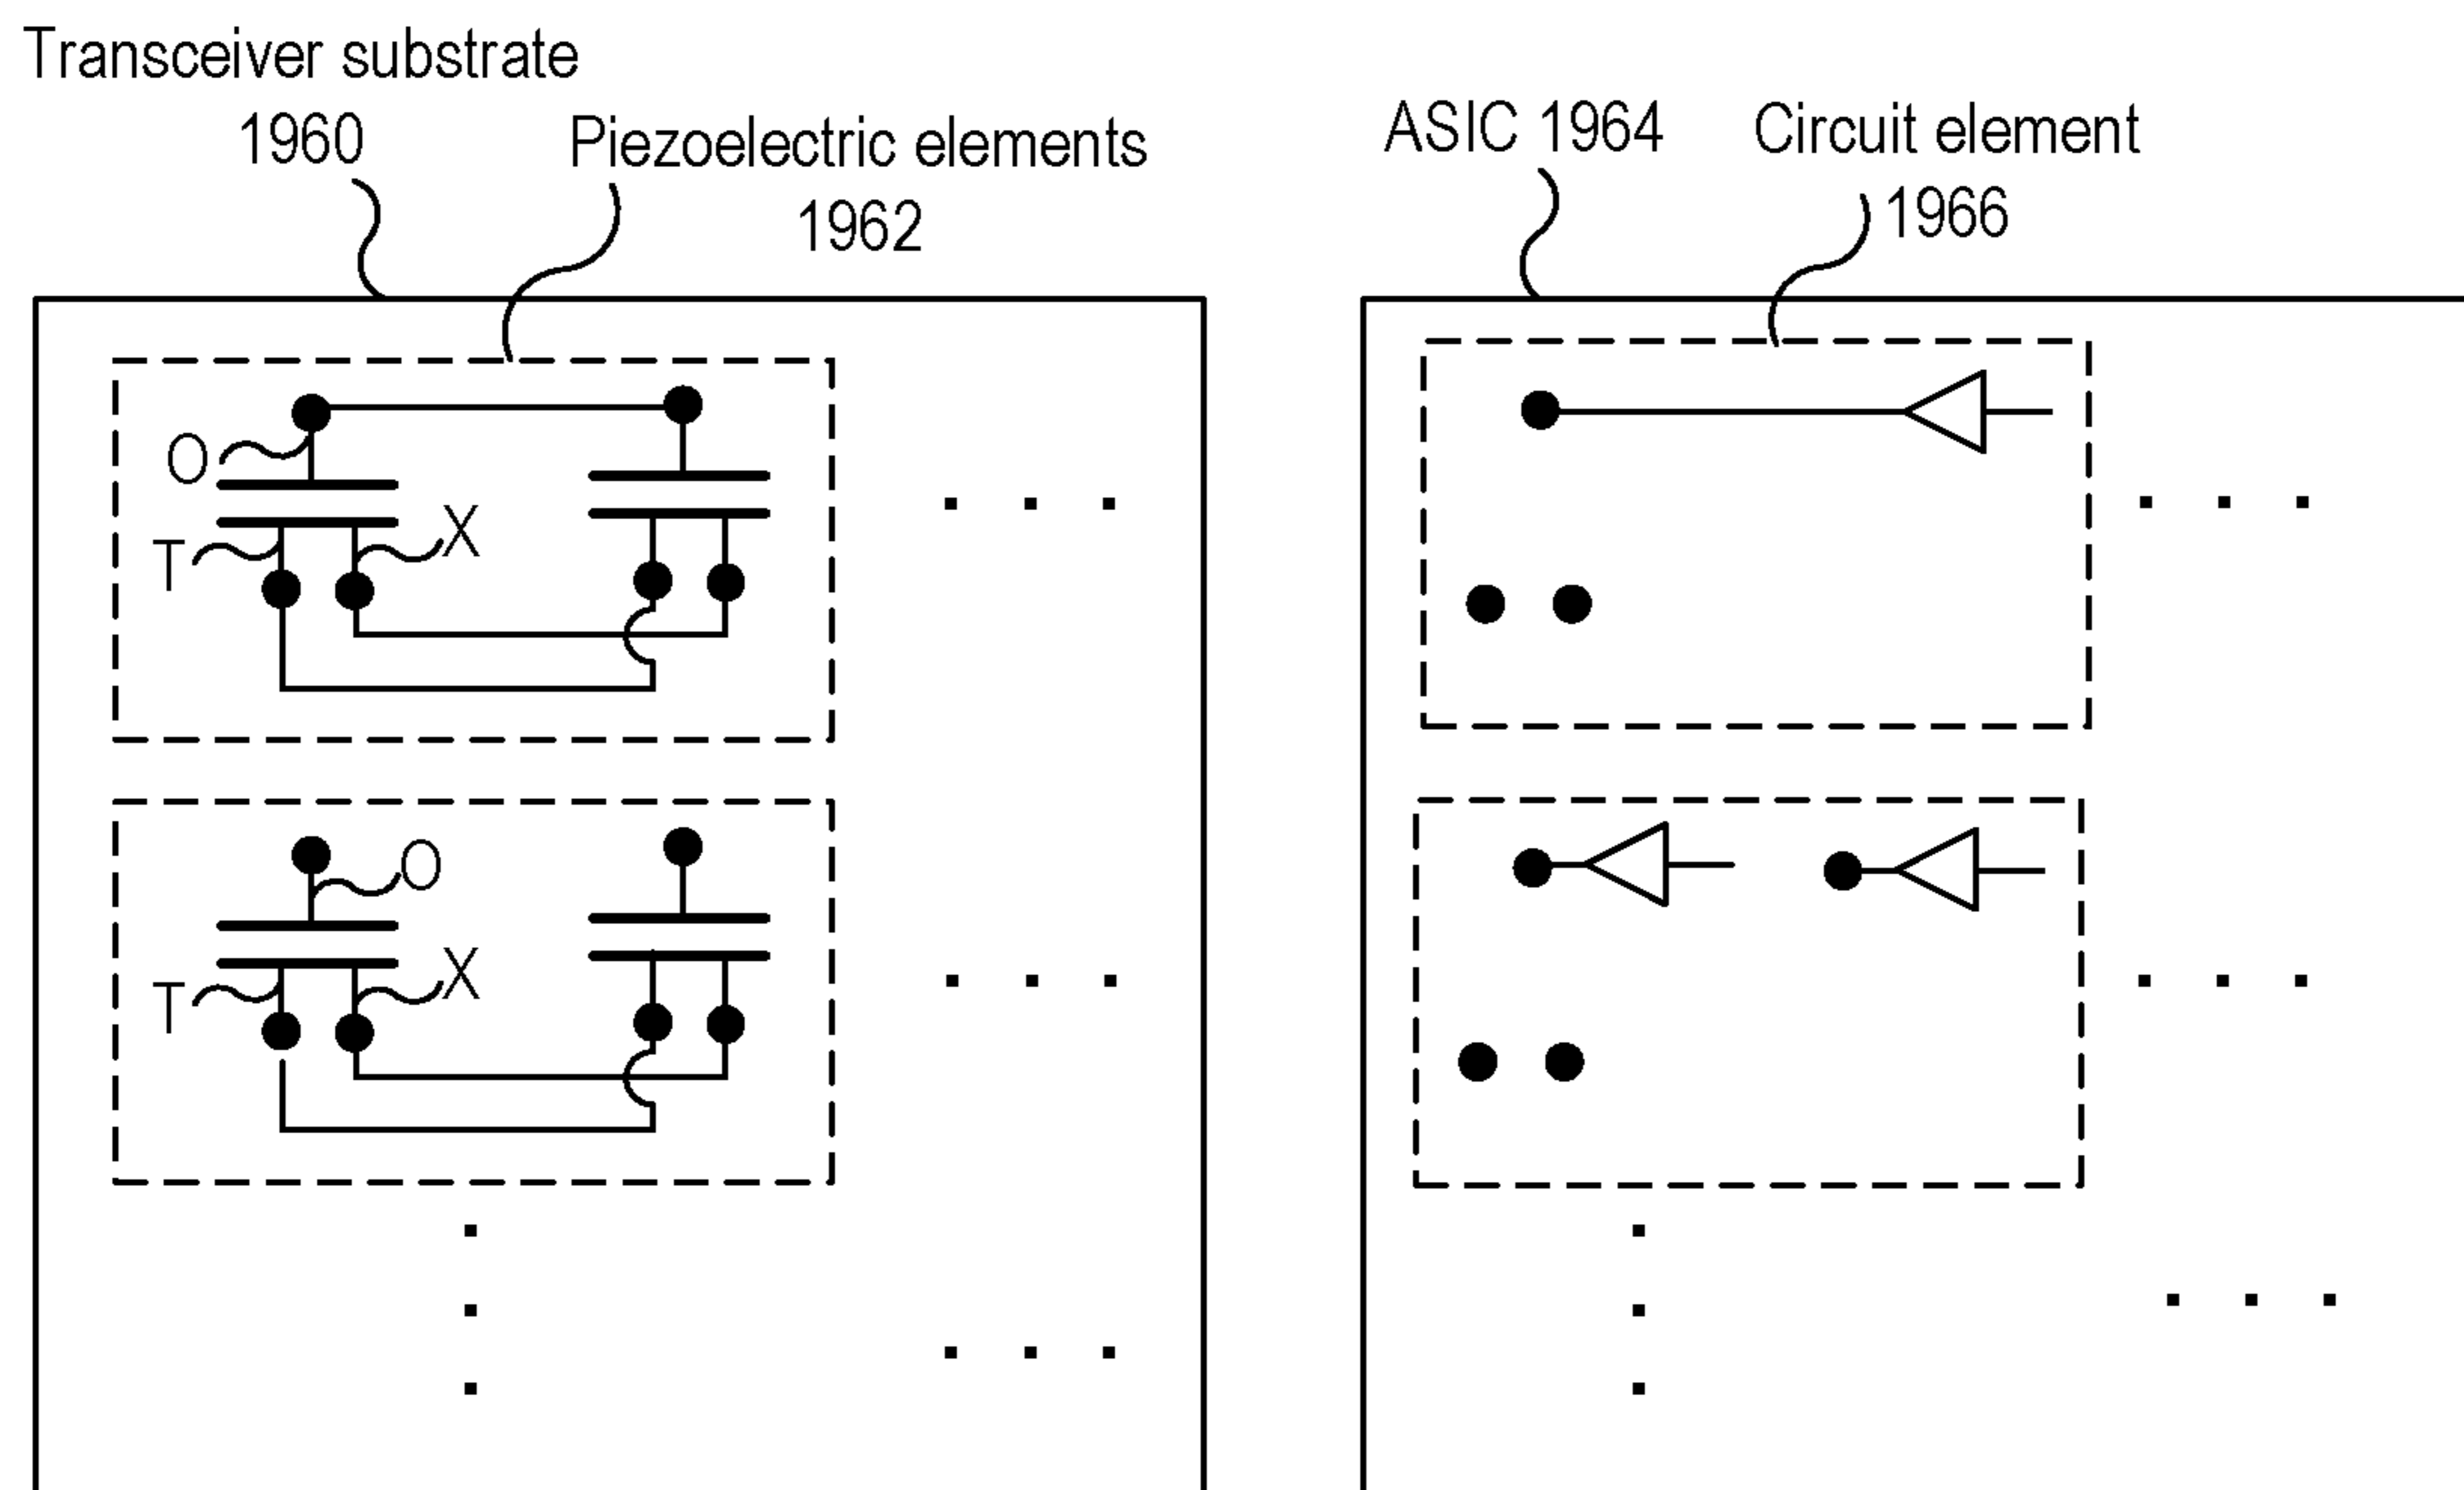 Transceiver substrate
1960
Piezoelectric elements
1962
ASIC 1964
Circuit element
1966
O
T
X
O
T
X